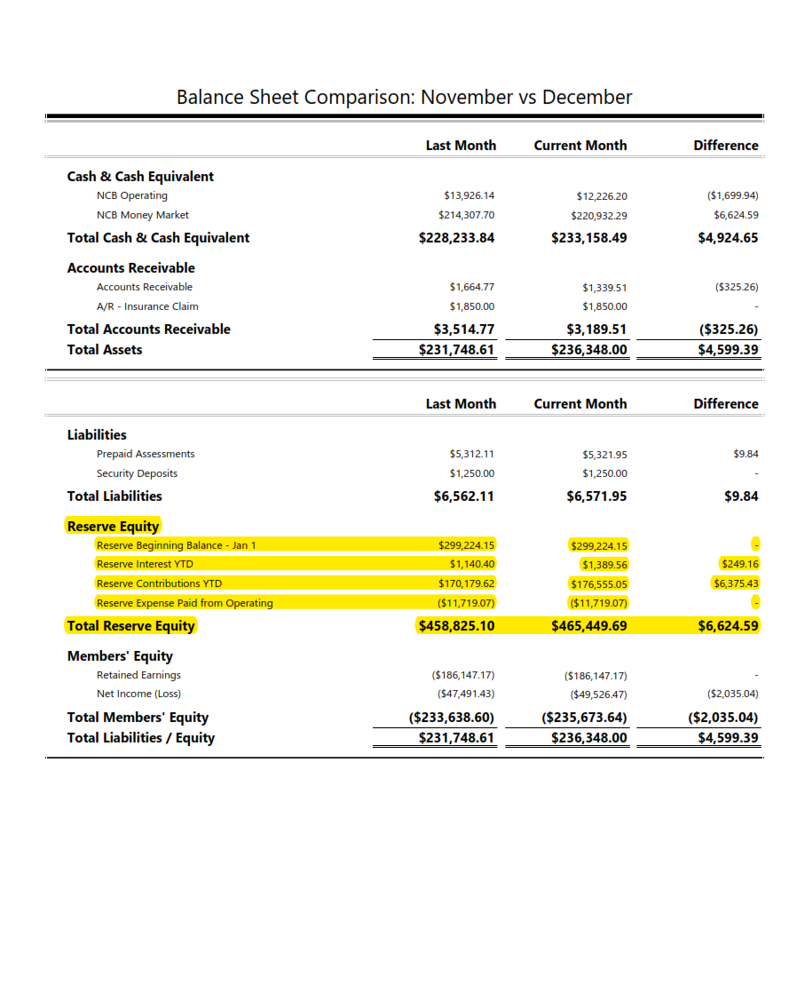 Balance Sheet Comparison: November vs December
Last Month Current Month Difference
Cash & Cash Equivalent
NCB Operating $13,926.14 $12,226.20 ($1,699.94)
NCB Money Market $214,307.70 $220,932.29 $6,624.59
Total Cash & Cash Equivalent $228,233.84 $233,158.49 $4,924.65
Accounts Receivable
Accounts Receivable $1,664.77 $1,339.51 ($325.26)
A/R - Insurance Claim $1,850.00 $1,850.00 -
Total Accounts Receivable $3,514.77 $3,189.51 ($325.26)
Total Assets $231,748.61 $236,348.00 $4,599.39
Last Month Current Month Difference
Liabilities
Prepaid Assessments $5,312.11 $5,321.95 $9.84
Security Deposits $1,250.00 $1,250.00 -
Total Liabilities $6,562.11 $6,571.95 $9.84
Reserve Equity
Reserve Beginning Balance - Jan 1 $299,224.15 $299,224.15 -
Reserve Interest YTD $1,140.40 $1,389.56 $249.16
Reserve Contributions YTD $170,179.62 $176,555.05 $6,375.43
Reserve Expense Paid from Operating ($11,719.07) ($11,719.07) -
Total Reserve Equity $458,825.10 $465,449.69 $6,624.59
Members' Equity
Retained Earnings ($186,147.17) ($186,147.17) -
Net Income (Loss) ($47,491.43) ($49,526.47) ($2,035.04)
Total Members' Equity ($233,638.60) ($235,673.64) ($2,035.04)
Total Liabilities / Equity $231,748.61 $236,348.00 $4,599.39